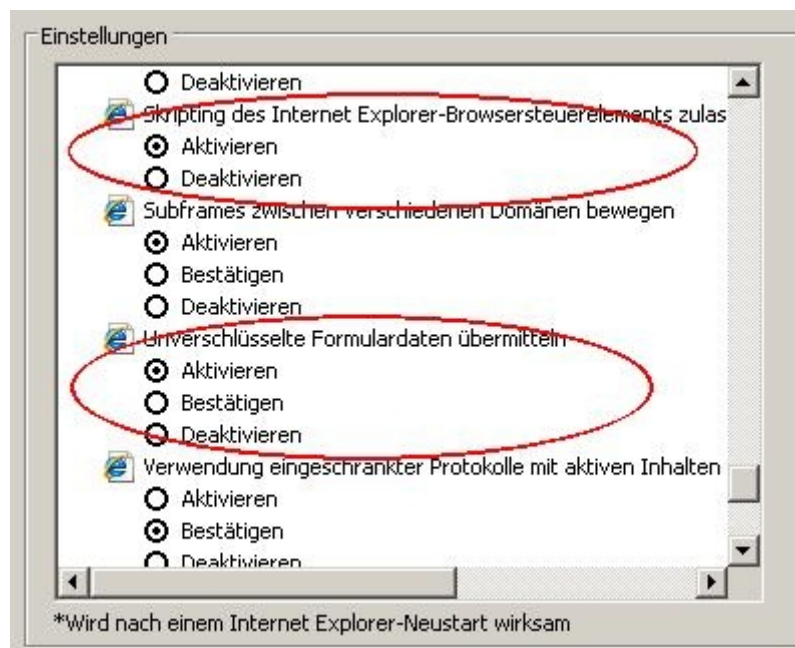 Einstellungen
Deaktivieren
Skripting des Internet Explorer-Browsersteuerelements zulas
Aktivieren
Deaktivieren
Subframes zwischen verschiedenen Domänen bewegen
Aktivieren
Bestätigen
Deaktivieren
Unverschlüsselte Formulardaten übermitteln
Aktivieren
Bestätigen
Deaktivieren
Verwendung eingeschränkter Protokolle mit aktiven Inhalten
Aktivieren
Bestätigen
Deaktivieren
*Wird nach einem Internet Explorer-Neustart wirksam